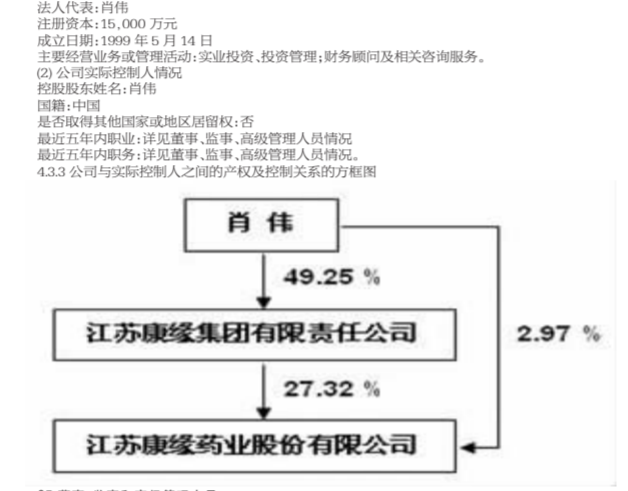 法人代表:肖伟
注册资本:15,000 万元
成立日期:1999 年 5 月 14 日
主要经营业务或管理活动:实业投资、投资管理;财务顾问及相关咨询服务。
(2) 公司实际控制人情况
控股股东姓名:肖伟
国籍:中国
是否取得其他国家或地区居留权:否
最近五年内职业:详见董事、监事、高级管理人员情况
最近五年内职务:详见董事、监事、高级管理人员情况。
4.3.3 公司与实际控制人之间的产权及控制关系的方框图
肖 伟
49.25 %
江苏康缘集团有限责任公司
2.97 %
27.32 %
江苏康缘药业股份有限公司